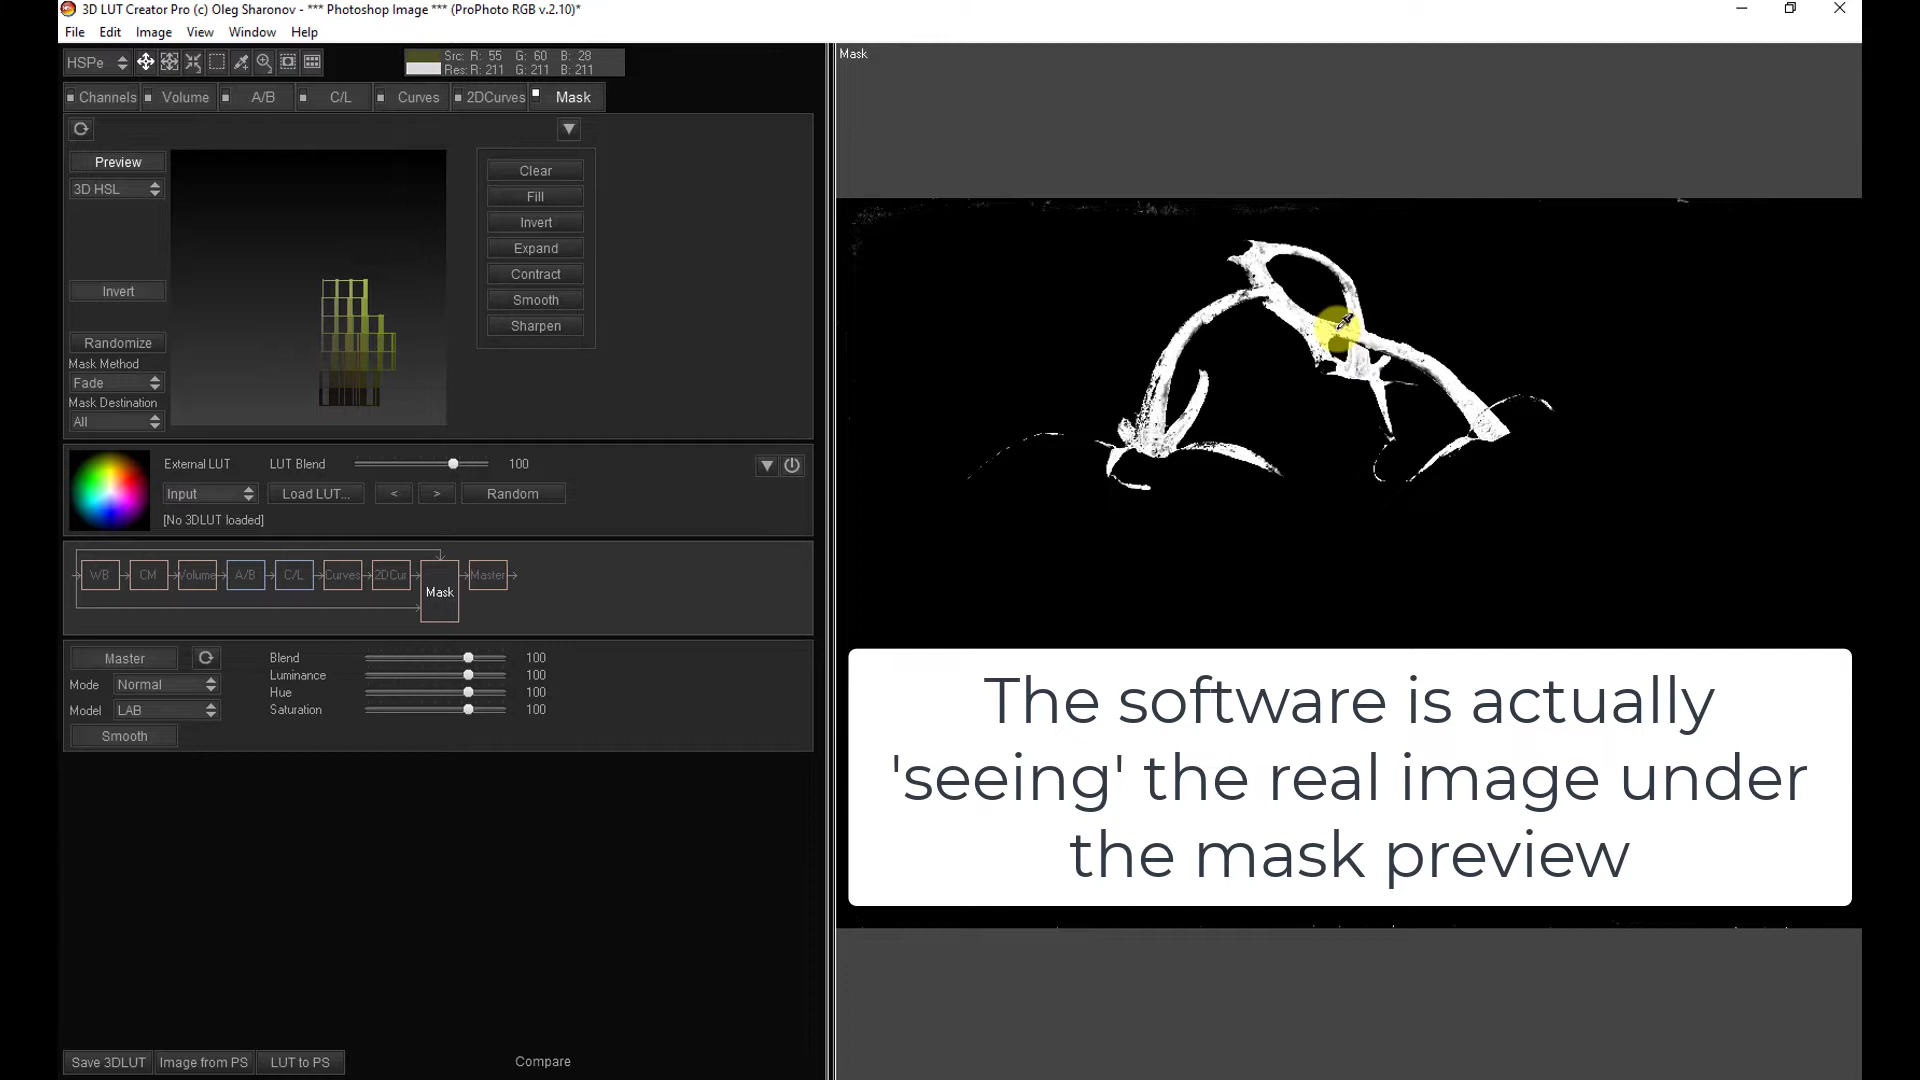 3D LUT Creator Pro (c) Oleg Sharonov - *** Photoshop Image *** (ProPhoto RGB v.2.10)*
File Edit Image View Window Help
HSPe
Src: R: 55 G: 60 B: 28
Res: R: 211 G: 211 B: 211
Channels Volume A/B C/L Curves 2DCurves Mask
Preview
3D HSL
Invert
Randomize
Mask Method
Fade
Mask Destination
All
Clear
Fill
Invert
Expand
Contract
Smooth
Sharpen
External LUT LUT Blend 100
Input Load LUT... < > Random
[No 3DLUT loaded]
WB CM Volume A/B C/L Curves 2DCur Mask Master
Master
Mode Normal
Model LAB
Smooth
Blend 100
Luminance 100
Hue 100
Saturation 100
Save 3DLUT Image from PS LUT to PS Compare
Mask
The software is actually
'seeing' the real image under
the mask preview